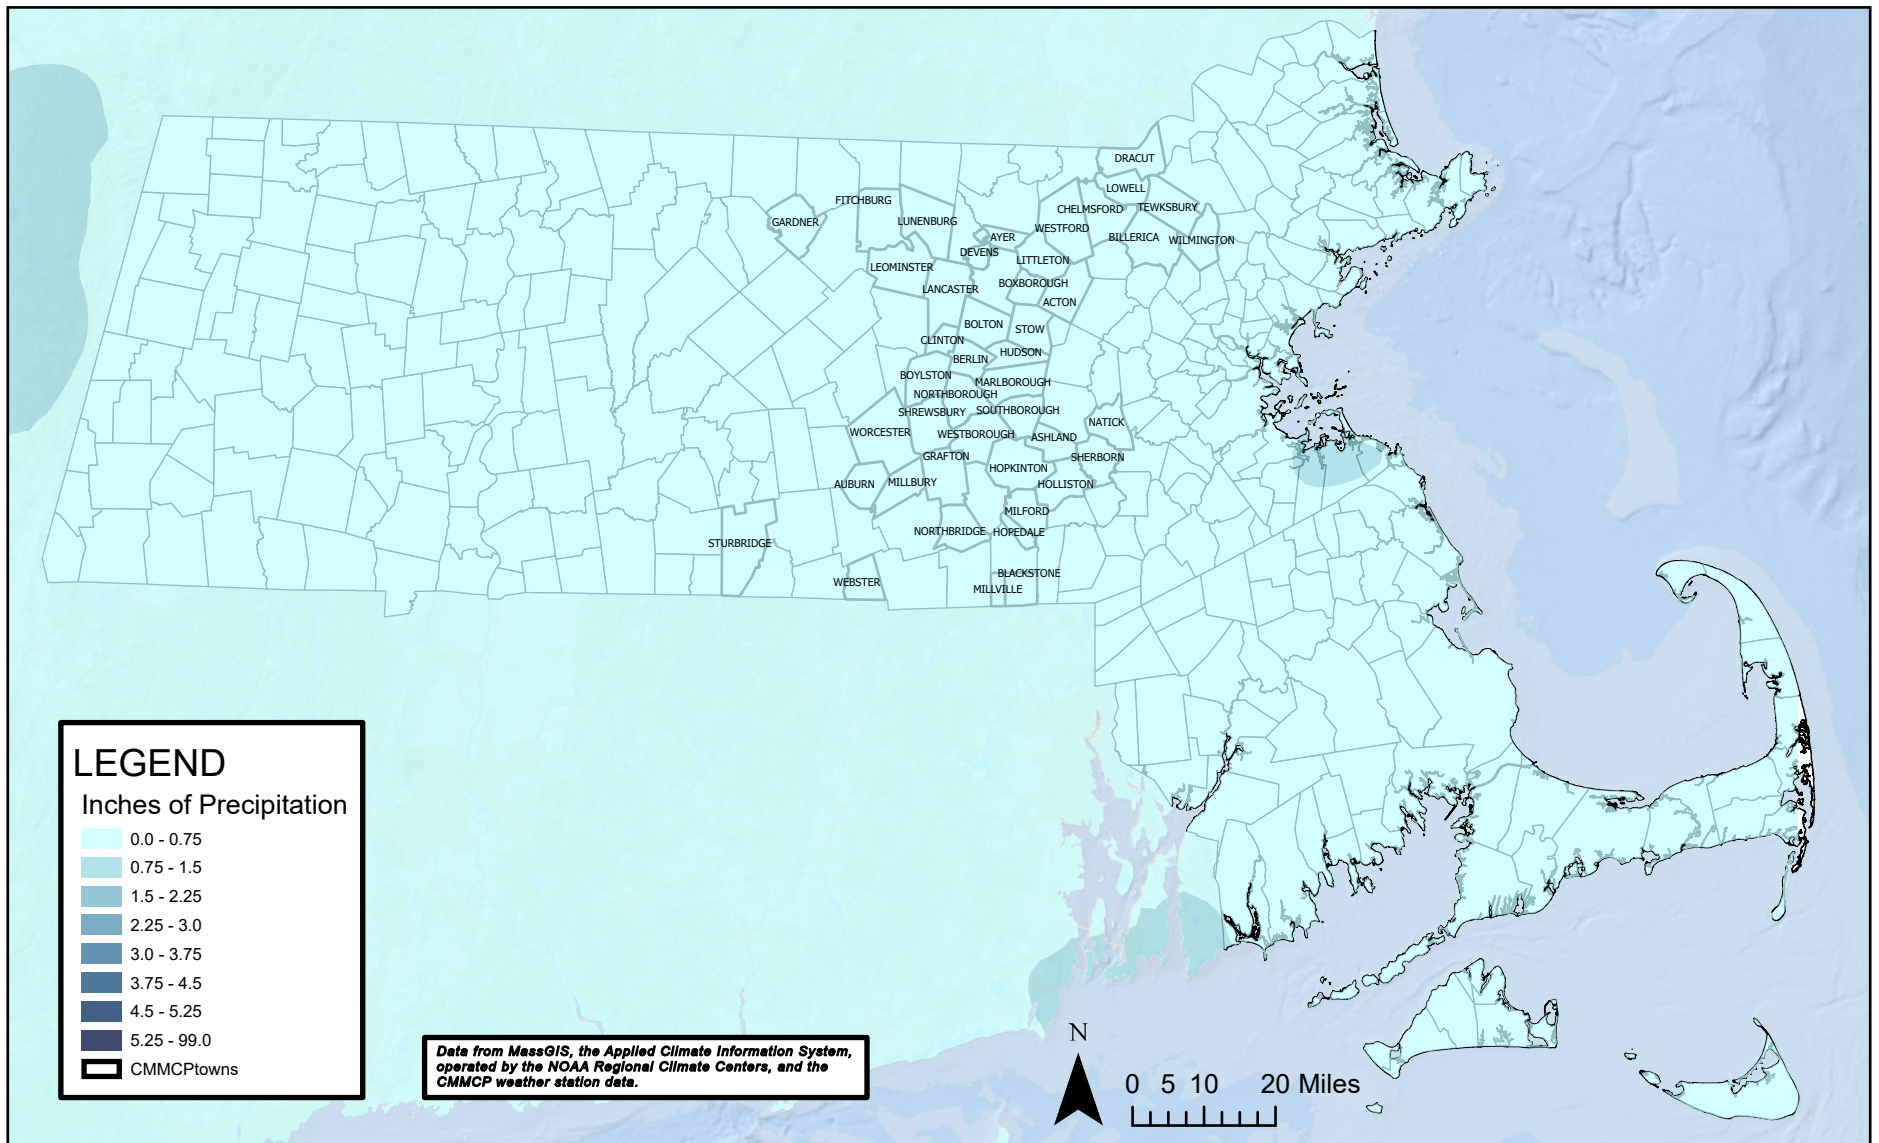 DRACUT
LOWELL
FITCHBURG
CHELMSFORD
TEWKSBURY
GARDNER
LUNENBURG
WESTFORD
AYER
BILLERICA
WILMINGTON
DEVENS
LITTLETON
LEOMINSTER
LANCASTER
BOXBOROUGH
ACTON
BOLTON
STOW
CLINTON
HUDSON
BERLIN
BOYLSTON
MARLBOROUGH
NORTHBOROUGH
SHREWSBURY
SOUTHBOROUGH
NATICK
WORCESTER
WESTBOROUGH
ASHLAND
GRAFTON
SHERBORN
HOPKINTON
AUBURN
MILLBURY
HOLLISTON
MILFORD
NORTHBRIDGE
HOPEDALE
STURBRIDGE
BLACKSTONE
WEBSTER
MILLVILLE
LEGEND
Inches of Precipitation
0.0 - 0.75
0.75 - 1.5
1.5 - 2.25
2.25 - 3.0
3.0 - 3.75
3.75 - 4.5
4.5 - 5.25
5.25 - 99.0
CMMCPtowns
Data from MassGIS, the Applied Climate Information System,
operated by the NOAA Regional Climate Centers, and the
CMMCP weather station data.
N
0 5 10 20 Miles